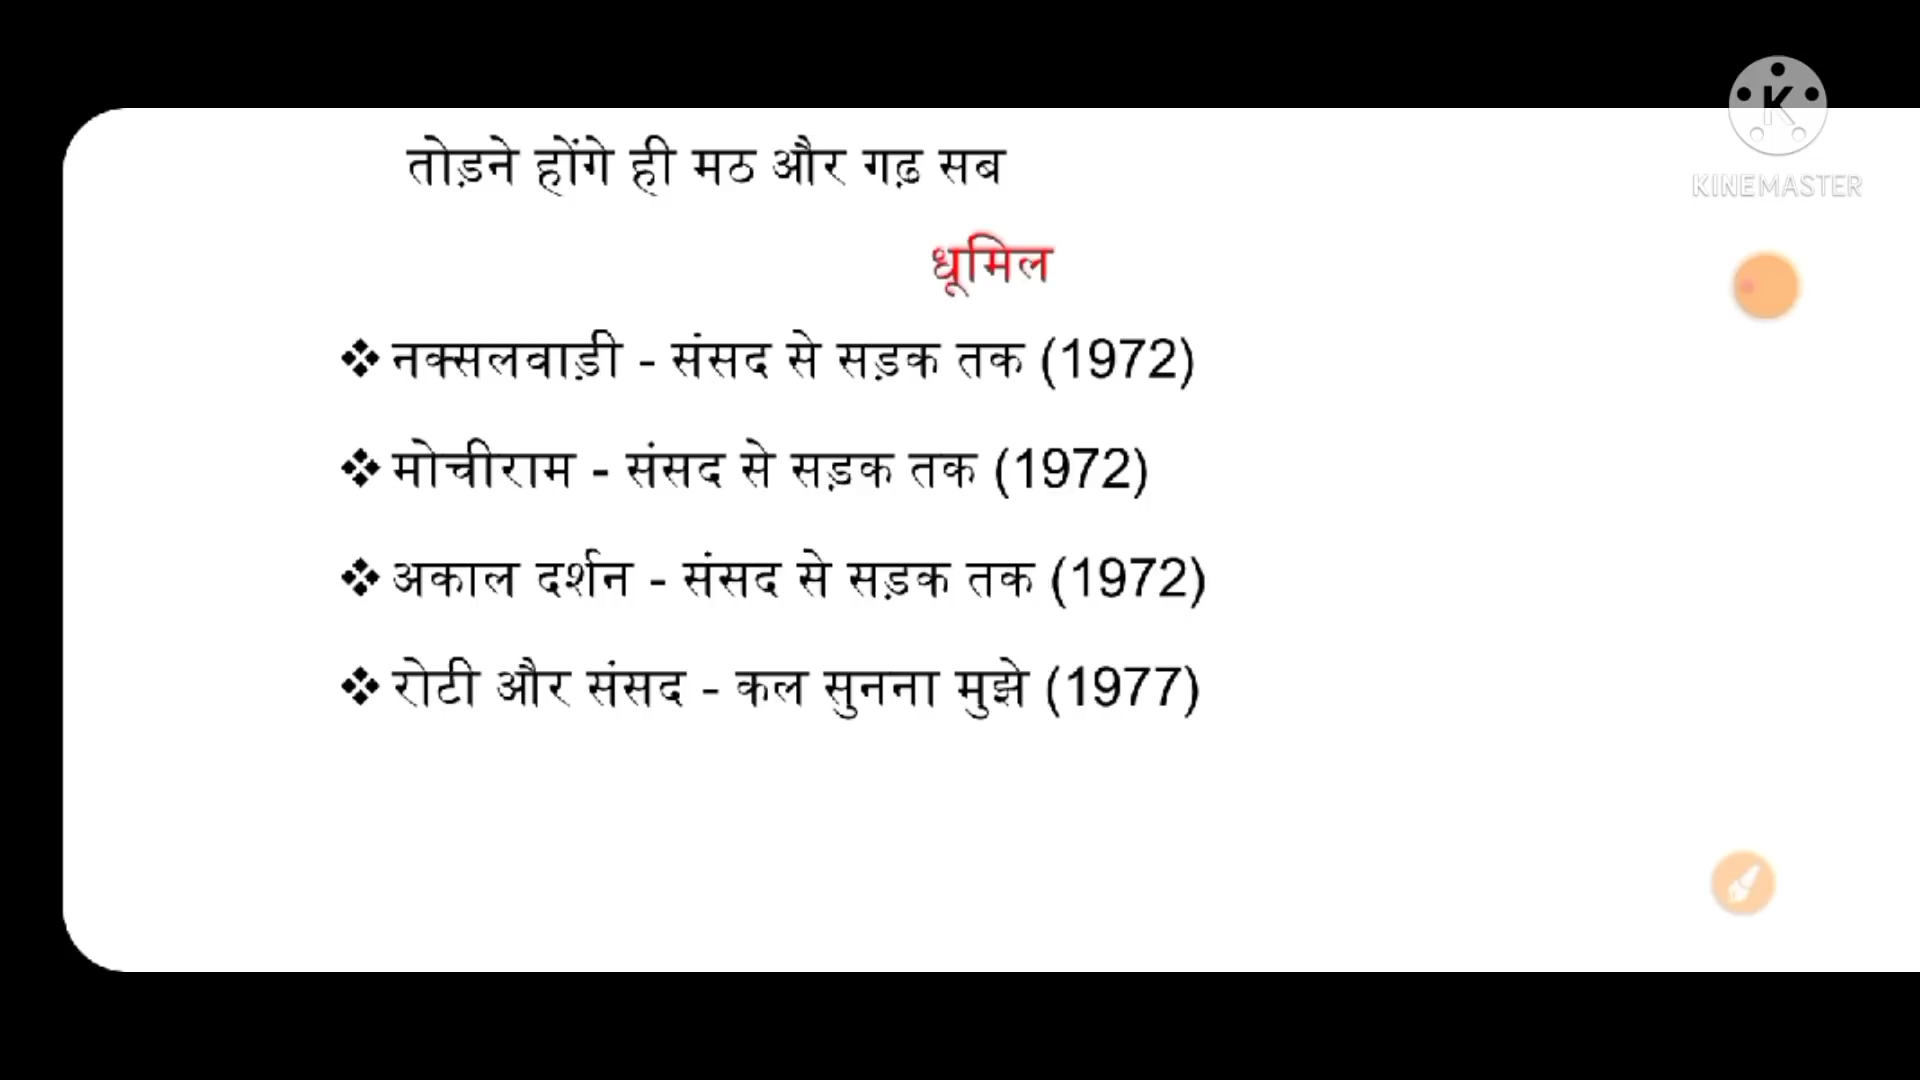 तोड़ने होंगे ही मठ और गढ़ सब
K
KINEMASTER
धूमिल
❖ नक्सलवाड़ी - संसद से सड़क तक (1972)
❖ मोचीराम - संसद से सड़क तक (1972)
❖ अकाल दर्शन - संसद से सड़क तक (1972)
❖ रोटी और संसद - कल सुनना मुझे (1977)